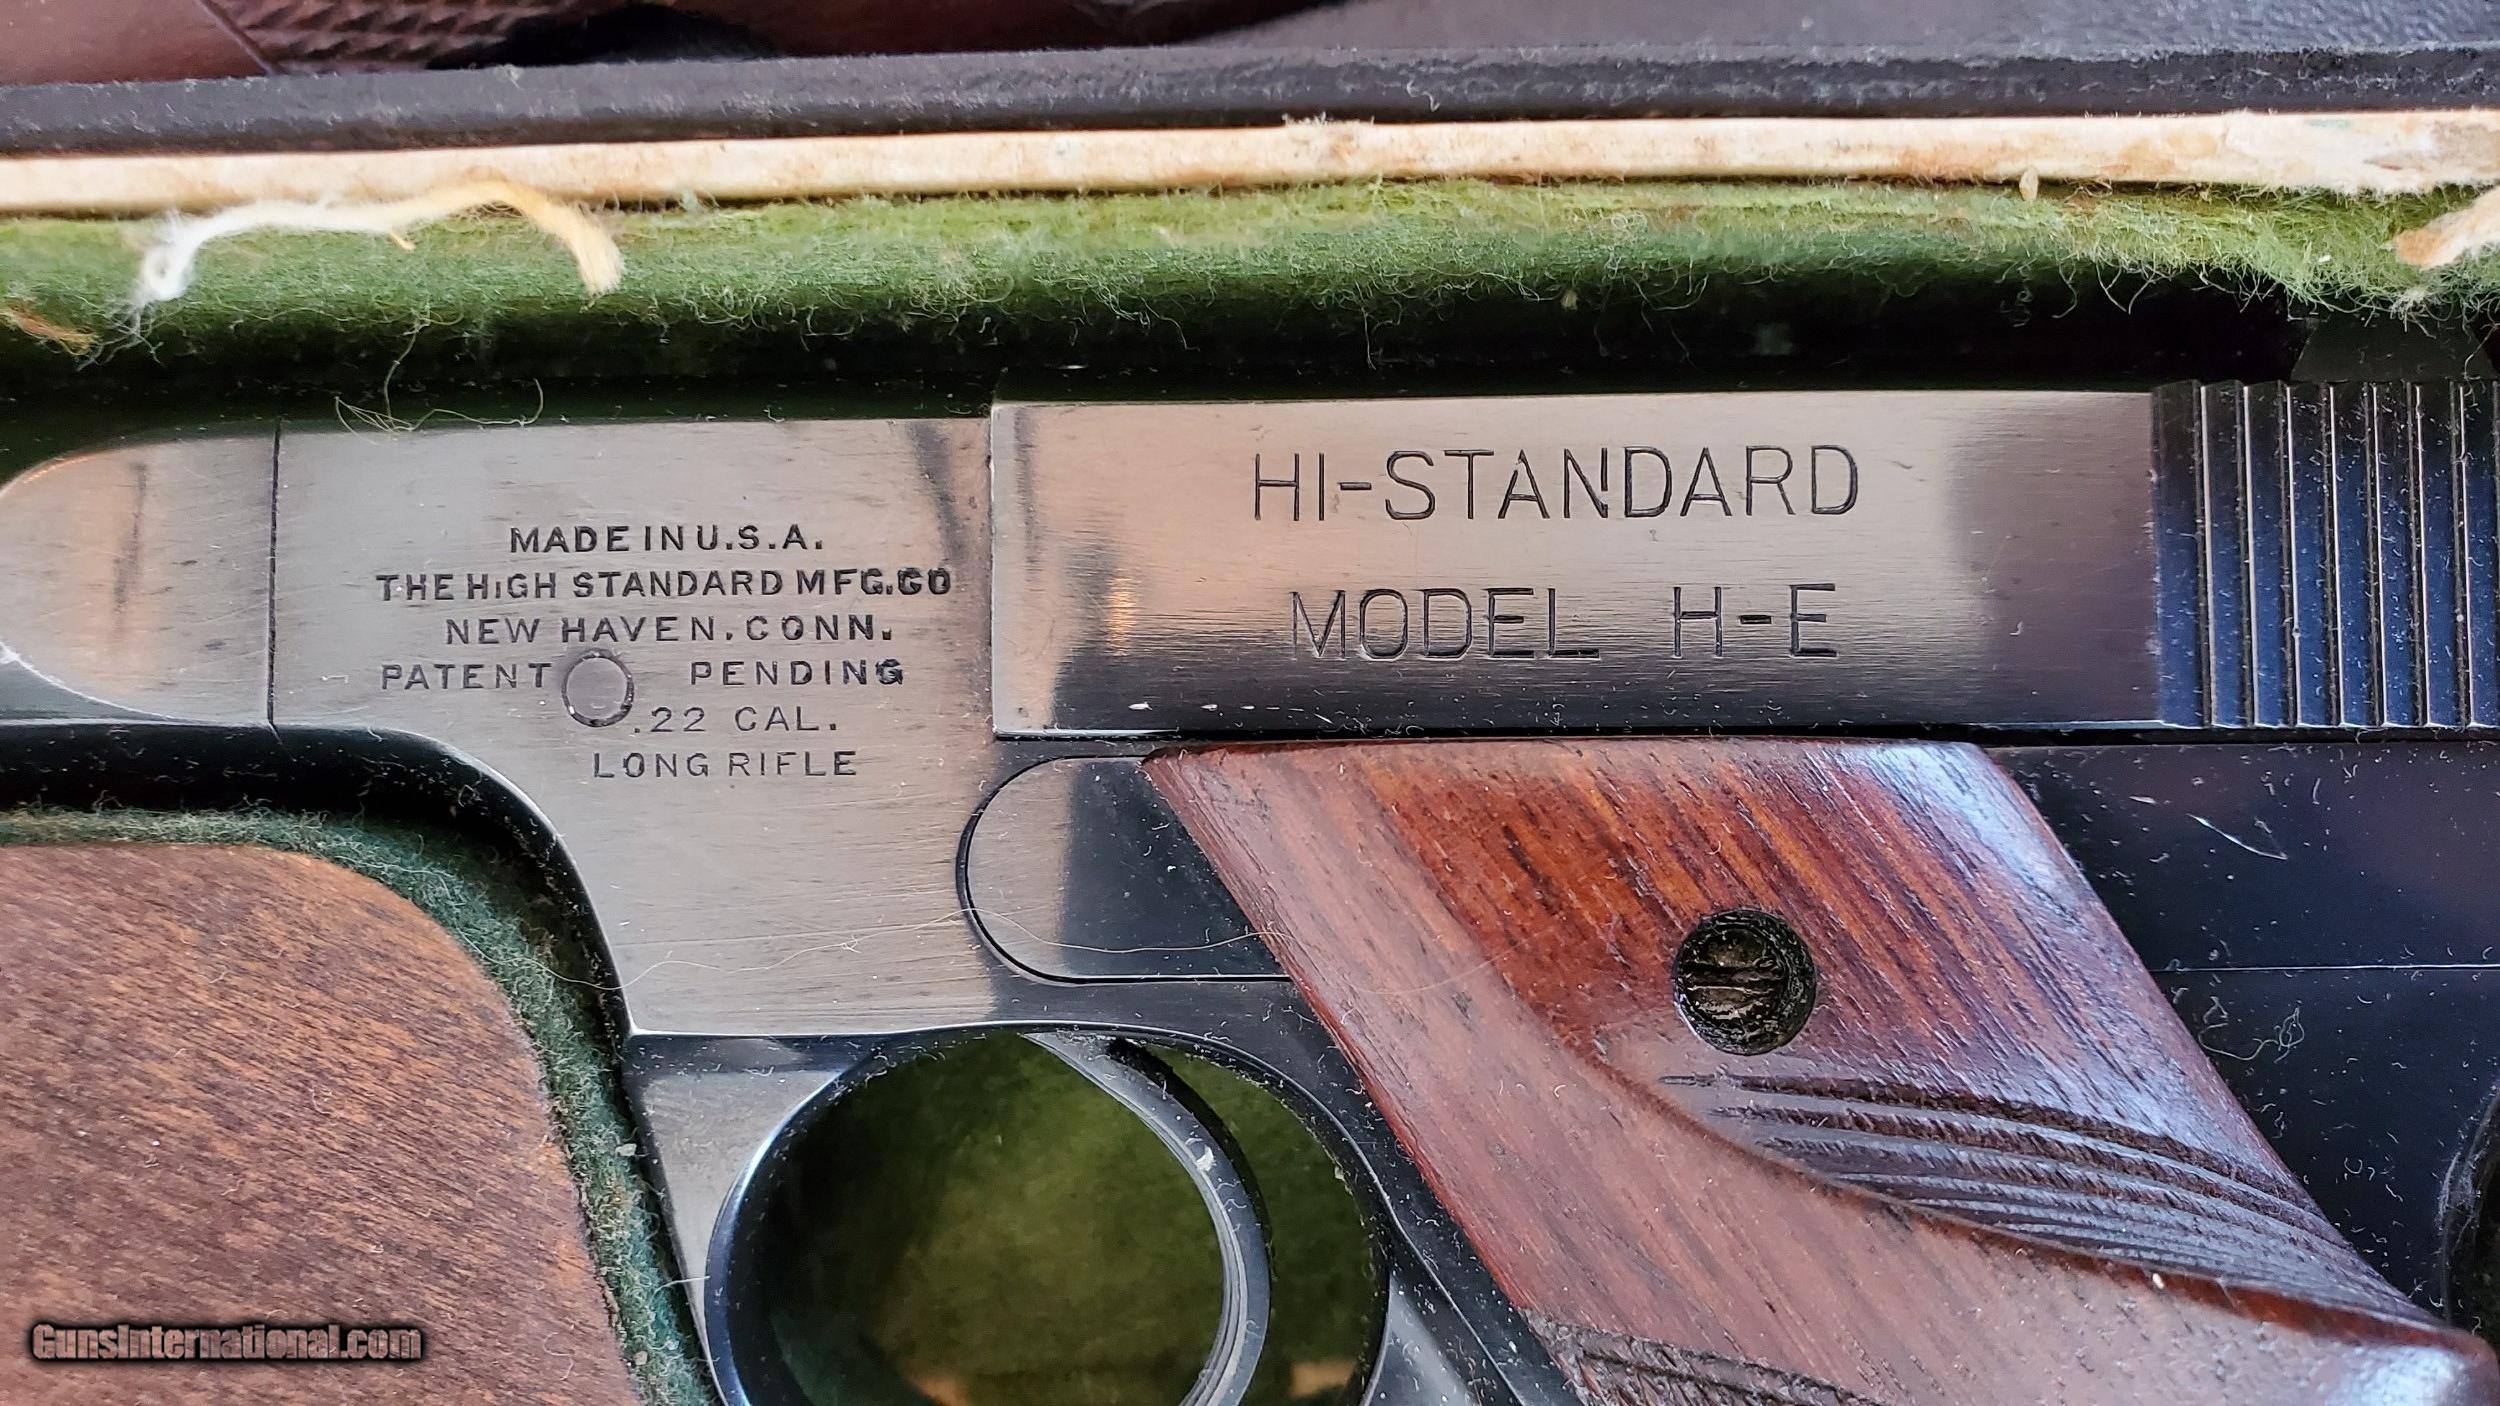 MADE IN U.S.A.
THE HIGH STANDARD MFG.CO
NEW HAVEN.CONN.
PATENT PENDING
.22 CAL.
LONG RIFLE
HI-STANDARD
MODEL H-E
GunsInternational.com